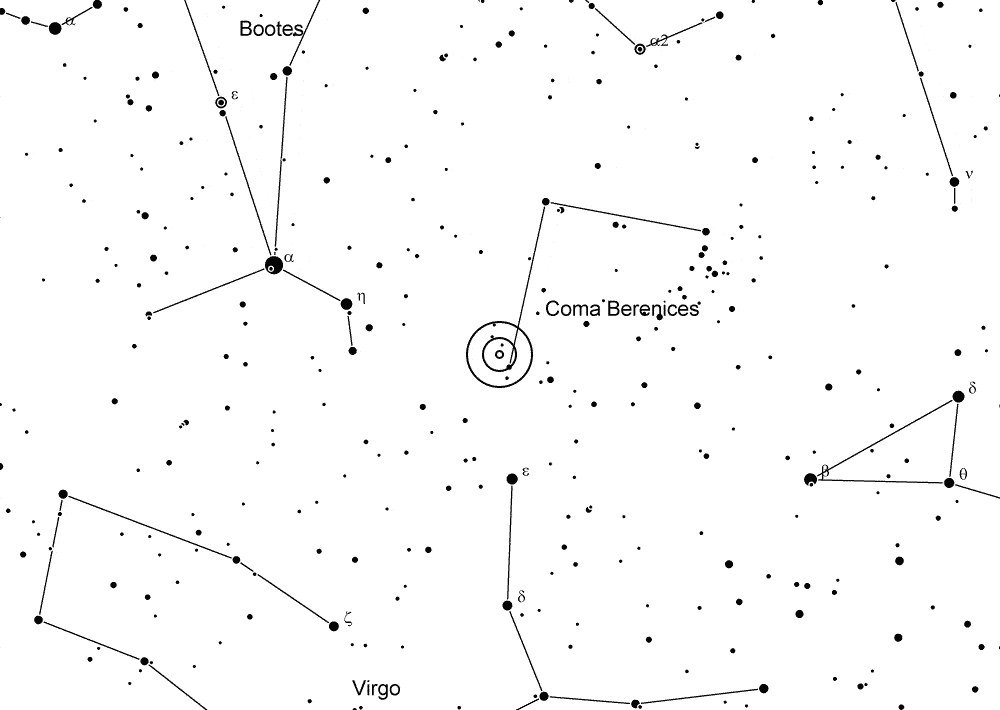 α
Bootes
α2
ε
ν
α
η
Coma Berenices
δ
β
θ
ε
δ
ζ
Virgo